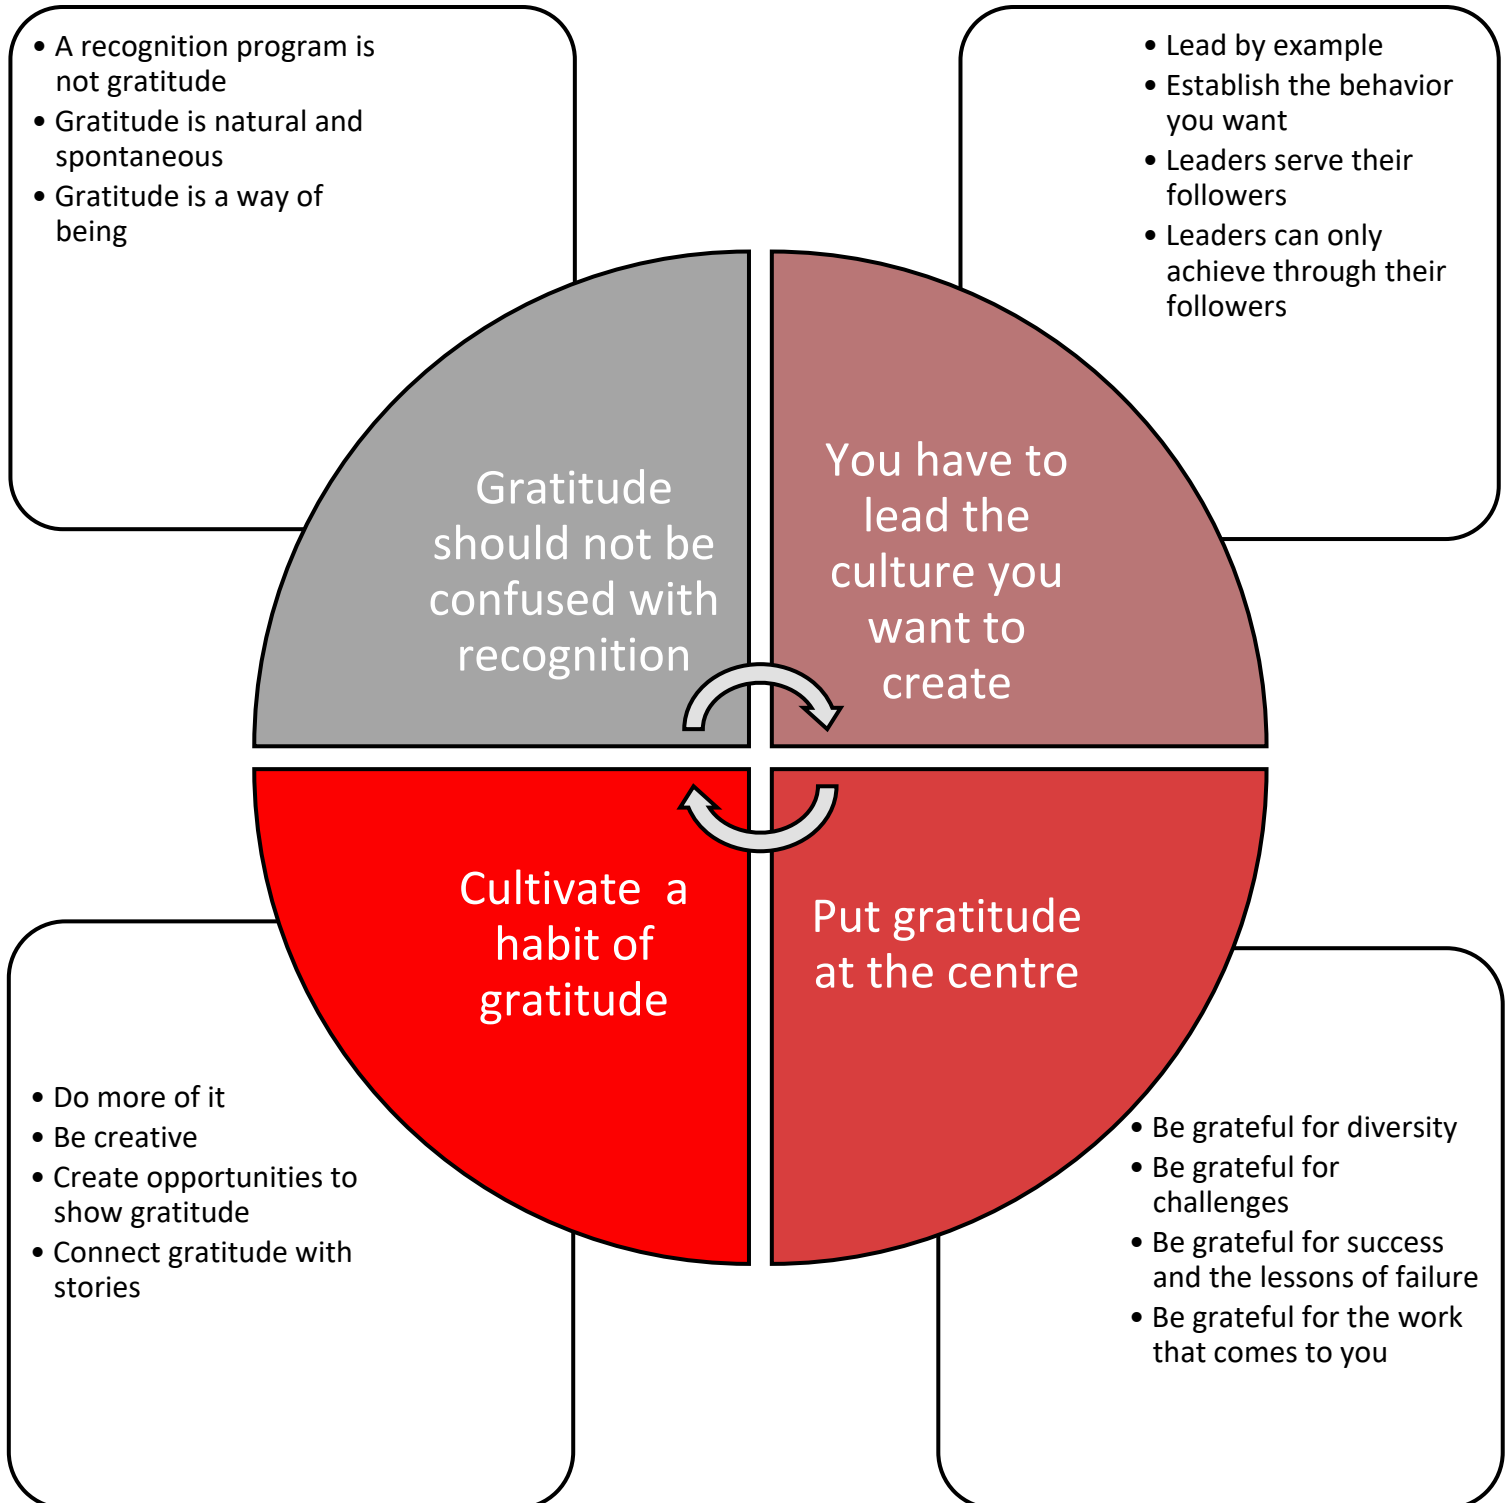 • A recognition program is
not gratitude
• Gratitude is natural and
spontaneous
• Gratitude is a way of
being
• Lead by example
• Establish the behavior
you want
• Leaders serve their
followers
• Leaders can only
achieve through their
followers
Gratitude
should not be
confused with
recognition
You have to
lead the
culture you
want to
create
Cultivate  a
habit of
gratitude
Put gratitude
at the centre
• Do more of it
• Be creative
• Create opportunities to
show gratitude
• Connect gratitude with
stories
• Be grateful for diversity
• Be grateful for
challenges
• Be grateful for success
and the lessons of failure
• Be grateful for the work
that comes to you